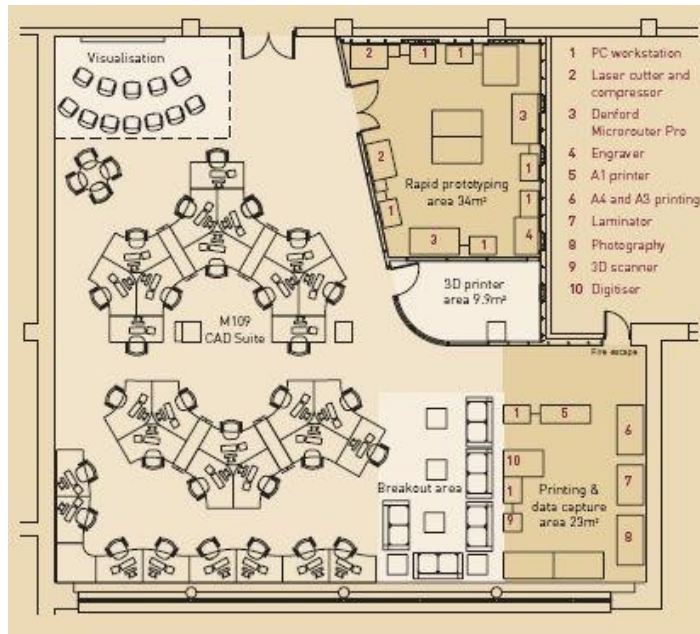 Visualisation
2
1
1
3
2
Rapid prototyping
area 34m²
1
1
1
3
1
4
3D printer
area 9.9m²
M109
CAD Suite
Fire escape
1
5
6
10
7
1
Breakout area
Printing &
data capture
area 23m²
9
8
1 PC workstation
2 Laser cutter and
compressor
3 Denford
Microrouter Pro
4 Engraver
5 A1 printer
6 A4 and A3 printing
7 Laminator
8 Photography
9 3D scanner
10 Digitiser